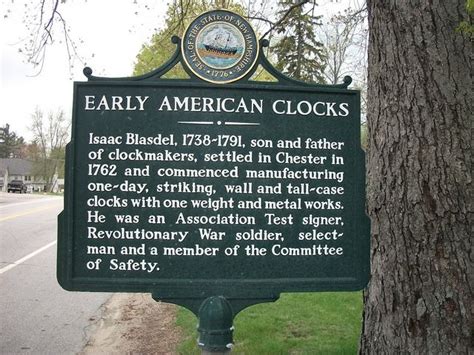 SEAL OF THE STATE OF NEW HAMPSHIRE
1776
EARLY AMERICAN CLOCKS
Isaac Blasdel, 1738-1791, son and father
of clockmakers, settled in Chester in
1762 and commenced manufacturing
one-day, striking, wall and tall-case
clocks with one weight and metal works.
He was an Association Test signer,
Revolutionary War soldier, select-
man and a member of the Committee
of Safety.